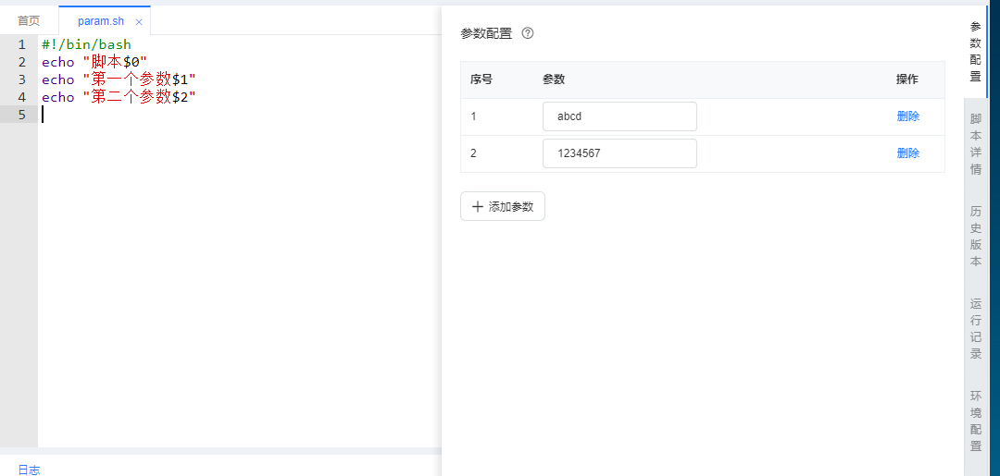 首页 param.sh ×
1 #!/bin/bash
2 echo "脚本$0"
3 echo "第一个参数$1"
4 echo "第二个参数$2"
5
日志
参数配置 ?
序号 参数 操作
1 abcd 删除
2 1234567 删除
+ 添加参数
参数配置
脚本详情
历史版本
运行记录
环境配置